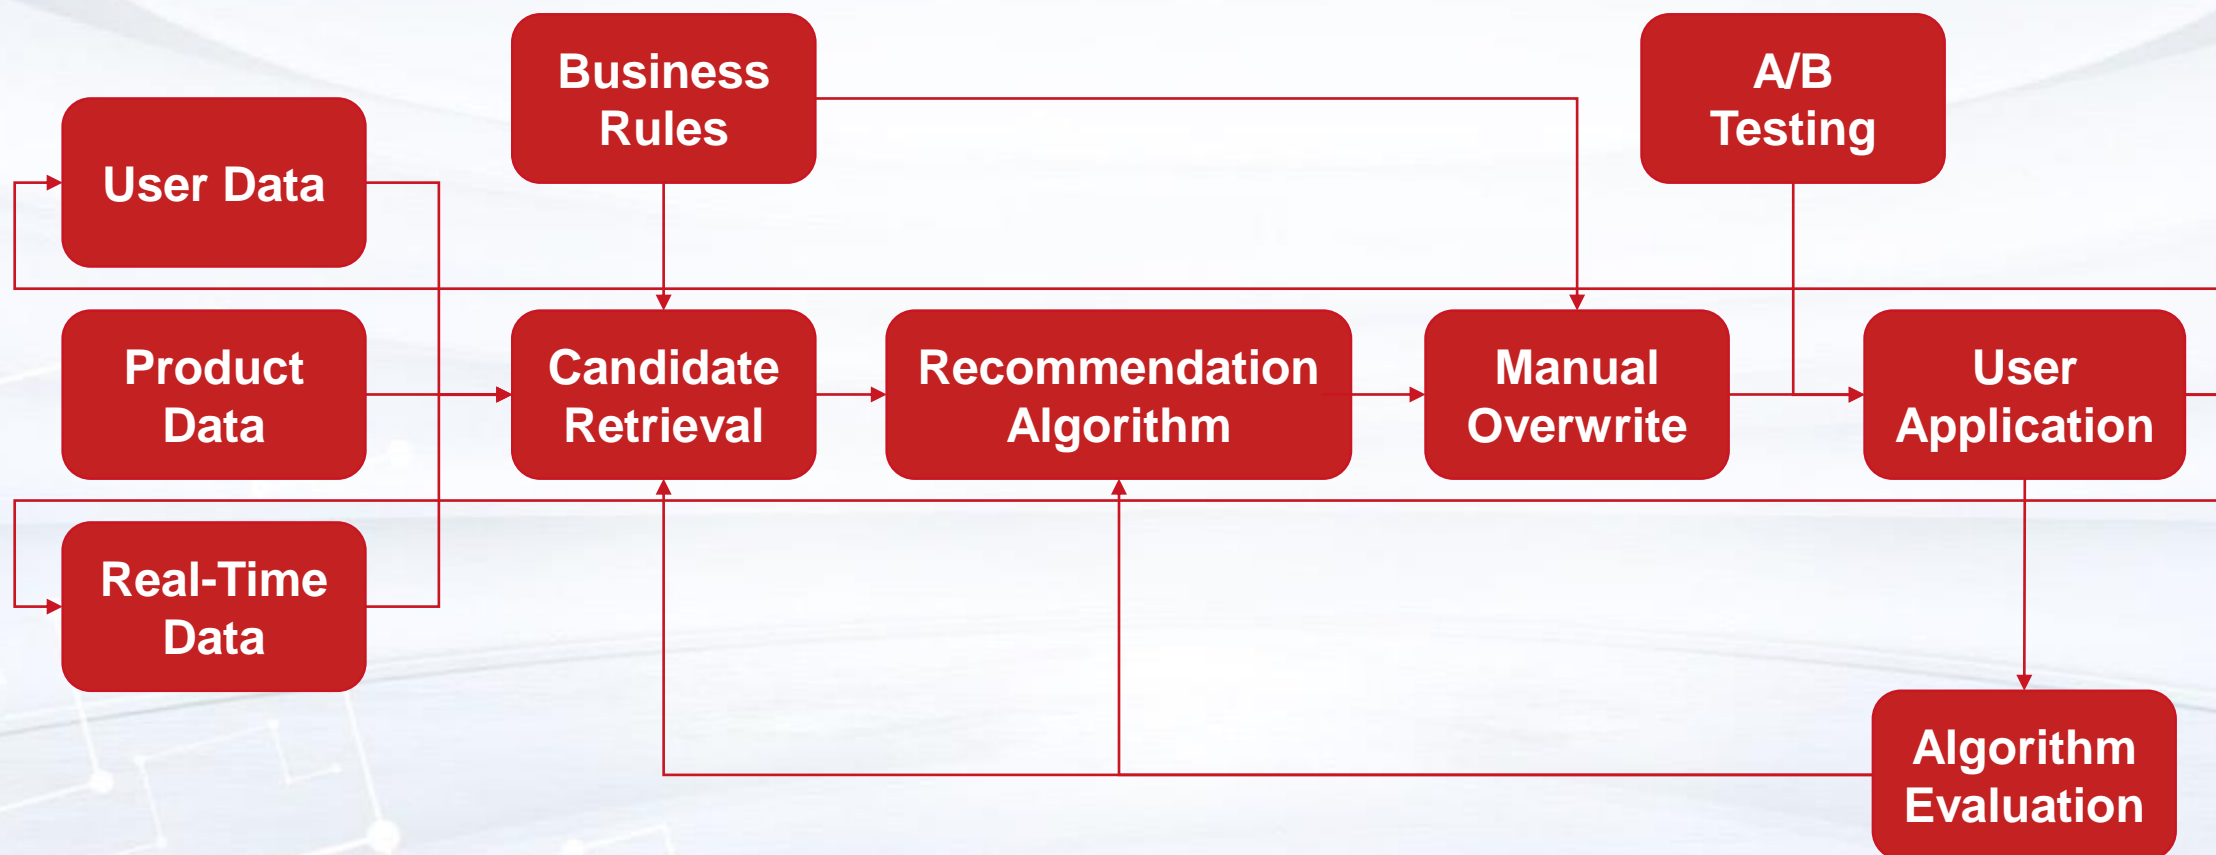 Business
Rules
A/B
Testing
User Data
Product
Data
Candidate
Retrieval
Recommendation
Algorithm
Manual
Overwrite
User
Application
Real-Time
Data
Algorithm
Evaluation